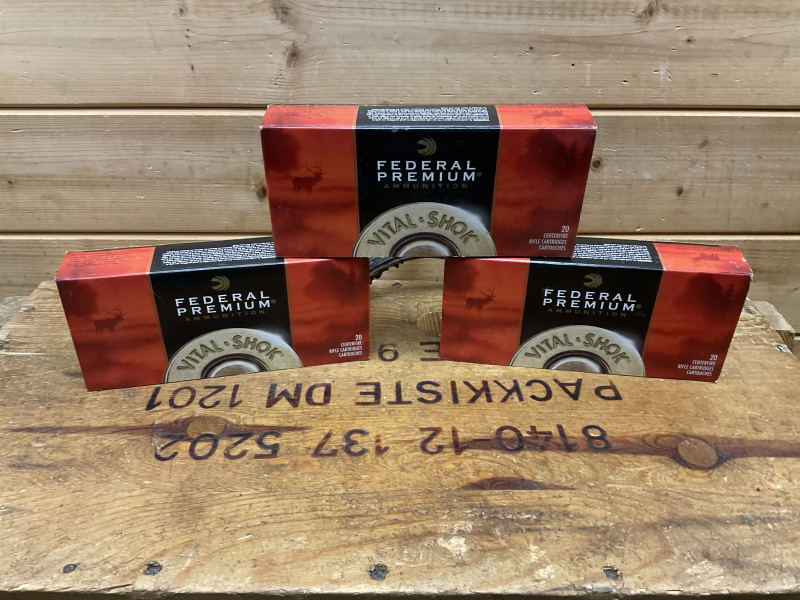 FEDERAL
PREMIUM®
AMMUNITION
VITAL·SHOK
20
CENTERFIRE
RIFLE CARTRIDGES
CARTOUCHES
FEDERAL
PREMIUM®
AMMUNITION
VITAL·SHOK
20
CENTERFIRE
RIFLE CARTRIDGES
CARTOUCHES
FEDERAL
PREMIUM®
AMMUNITION
VITAL·SHOK
20
CENTERFIRE
RIFLE CARTRIDGES
CARTOUCHES
PACKKISTE DM 1201
8140-12-137 5202